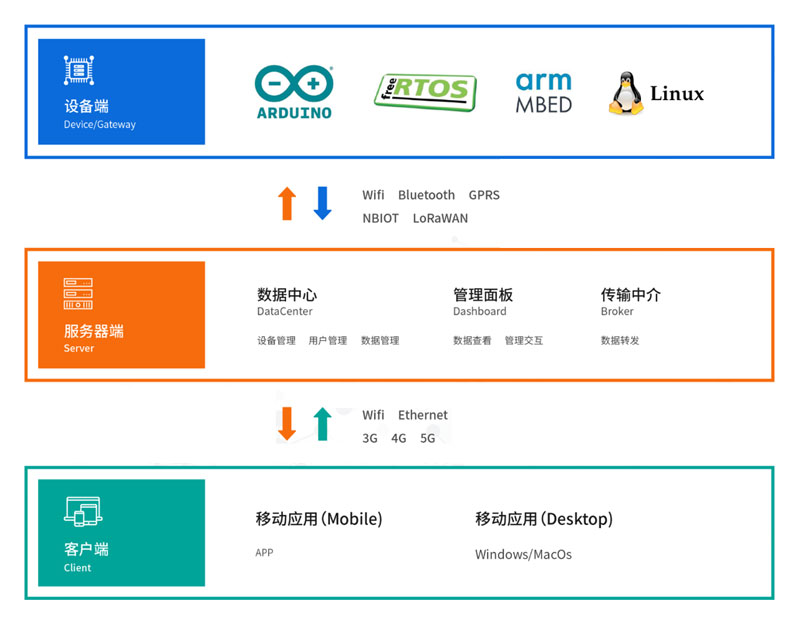 设备端
Device/Gateway
ARDUINO
freeRTOS
arm
MBED
Linux
Wifi Bluetooth GPRS
NBIOT LoRaWAN
服务器端
Server
数据中心 管理面板 传输中介
DataCenter Dashboard Broker
设备管理 用户管理 数据管理 数据查看 管理交互 数据转发
Wifi Ethernet
3G 4G 5G
客户端
Client
移动应用(Mobile) 移动应用(Desktop)
APP Windows/MacOs